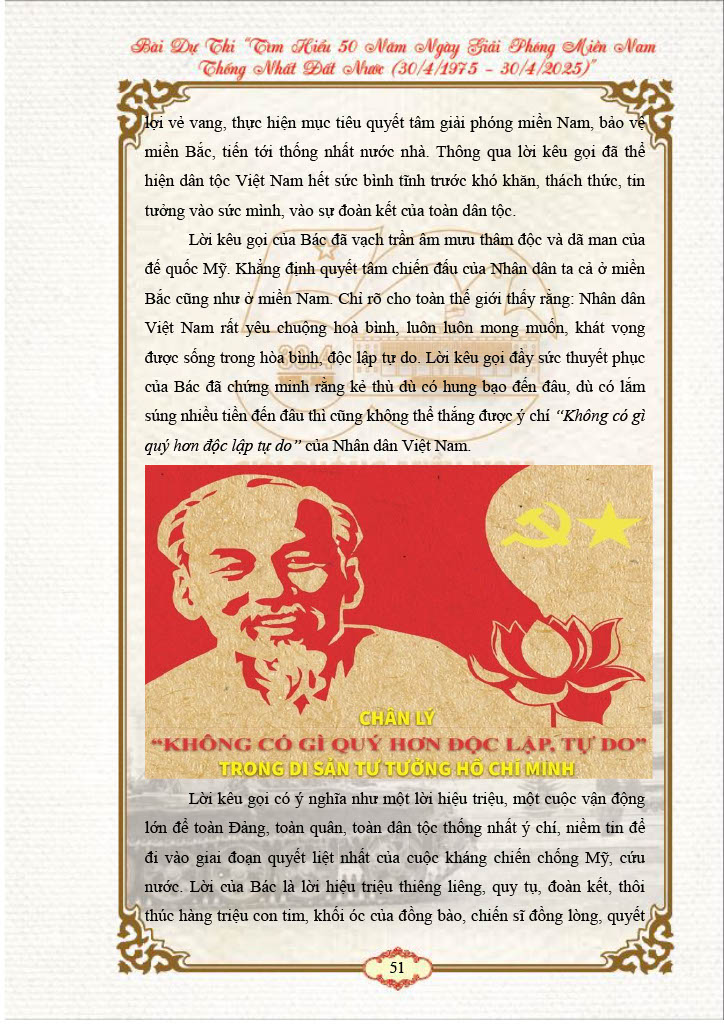 Bài Dự Thi "Tìm Hiểu 50 Năm Ngày Giải Phóng Miền Nam
Thống Nhất Đất Nước (30/4/1975 – 30/4/2025)"
lợi vẻ vang, thực hiện mục tiêu quyết tâm giải phóng miền Nam, bảo vệ
miền Bắc, tiến tới thống nhất nước nhà. Thông qua lời kêu gọi đã thể
hiện dân tộc Việt Nam hết sức bình tĩnh trước khó khăn, thách thức, tin
tưởng vào sức mình, vào sự đoàn kết của toàn dân tộc.
Lời kêu gọi của Bác đã vạch trần âm mưu thâm độc và dã man của
đế quốc Mỹ. Khẳng định quyết tâm chiến đấu của Nhân dân ta cả ở miền
Bắc cũng như ở miền Nam. Chỉ rõ cho toàn thế giới thấy rằng: Nhân dân
Việt Nam rất yêu chuộng hoà bình, luôn luôn mong muốn, khát vọng
được sống trong hòa bình, độc lập tự do. Lời kêu gọi đầy sức thuyết phục
của Bác đã chứng minh rằng kẻ thù dù có hung bạo đến đâu, dù có lắm
súng nhiều tiền đến đâu thì cũng không thể thắng được ý chí "Không có gì
quý hơn độc lập tự do" của Nhân dân Việt Nam.
CHÂN LÝ
"KHÔNG CÓ GÌ QUÝ HƠN ĐỘC LẬP, TỰ DO"
TRONG DI SẢN TƯ TƯỞNG HỒ CHÍ MINH
Lời kêu gọi có ý nghĩa như một lời hiệu triệu, một cuộc vận động
lớn để toàn Đảng, toàn quân, toàn dân tộc thống nhất ý chí, niềm tin để
đi vào giai đoạn quyết liệt nhất của cuộc kháng chiến chống Mỹ, cứu
nước. Lời của Bác là lời hiệu triệu thiêng liêng, quy tụ, đoàn kết, thôi
thúc hàng triệu con tim, khối óc của đồng bào, chiến sĩ đồng lòng, quyết
51